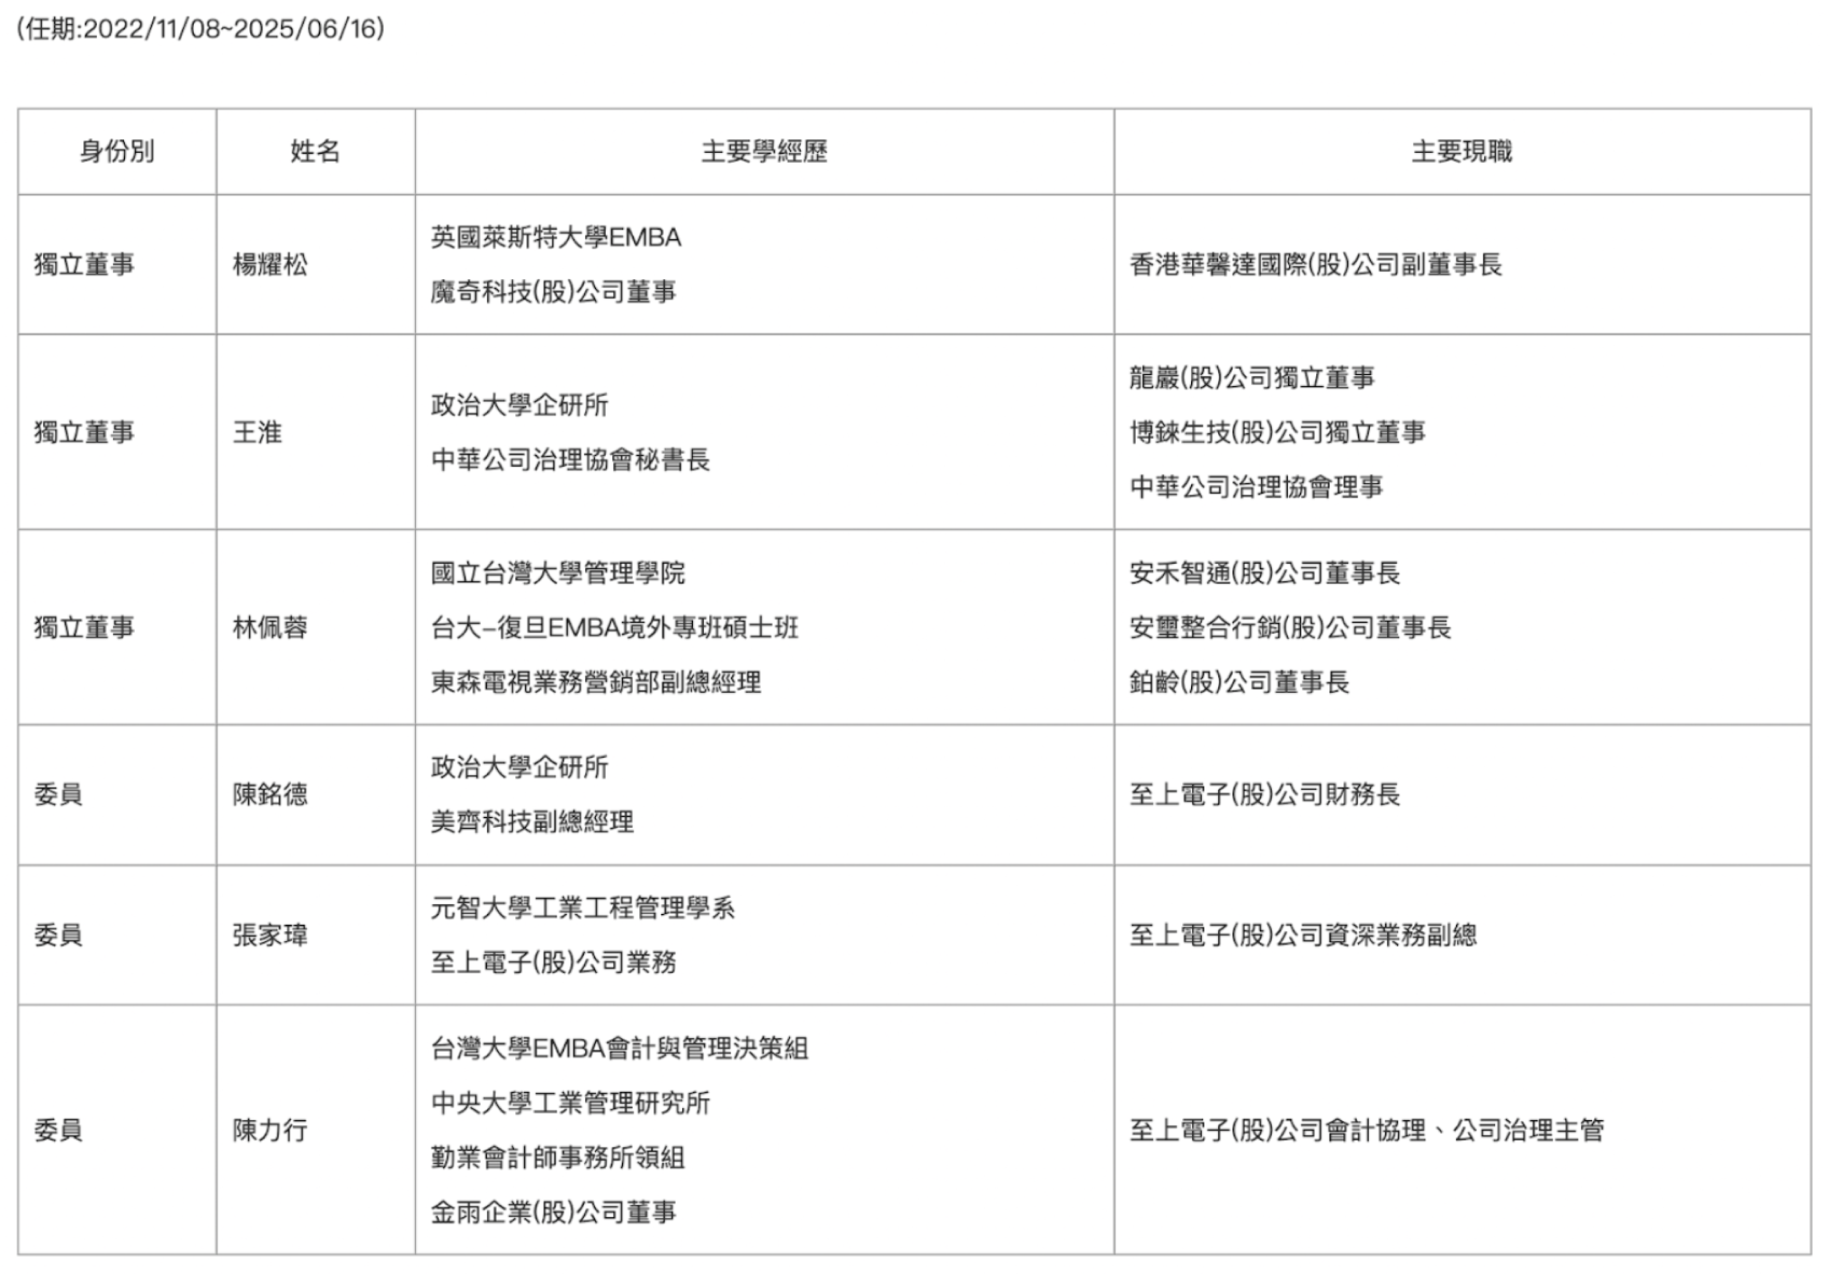 (任期:2022/11/08~2025/06/16)
身份別 姓名 主要學經歷 主要現職
獨立董事 楊耀松 英國萊斯特大學EMBA
魔奇科技(股)公司董事 香港華馨達國際(股)公司副董事長
獨立董事 王淮 政治大學企研所
中華公司治理協會秘書長 龍巖(股)公司獨立董事
博錸生技(股)公司獨立董事
中華公司治理協會理事
獨立董事 林佩蓉 國立台灣大學管理學院
台大–復旦EMBA境外專班碩士班
東森電視業務營銷部副總經理 安禾智通(股)公司董事長
安璽整合行銷(股)公司董事長
鉑齡(股)公司董事長
委員 陳銘德 政治大學企研所
美齊科技副總經理 至上電子(股)公司財務長
委員 張家瑋 元智大學工業工程管理學系
至上電子(股)公司業務 至上電子(股)公司資深業務副總
委員 陳力行 台灣大學EMBA會計與管理決策組
中央大學工業管理研究所
勤業會計師事務所領組
金雨企業(股)公司董事 至上電子(股)公司會計協理、公司治理主管